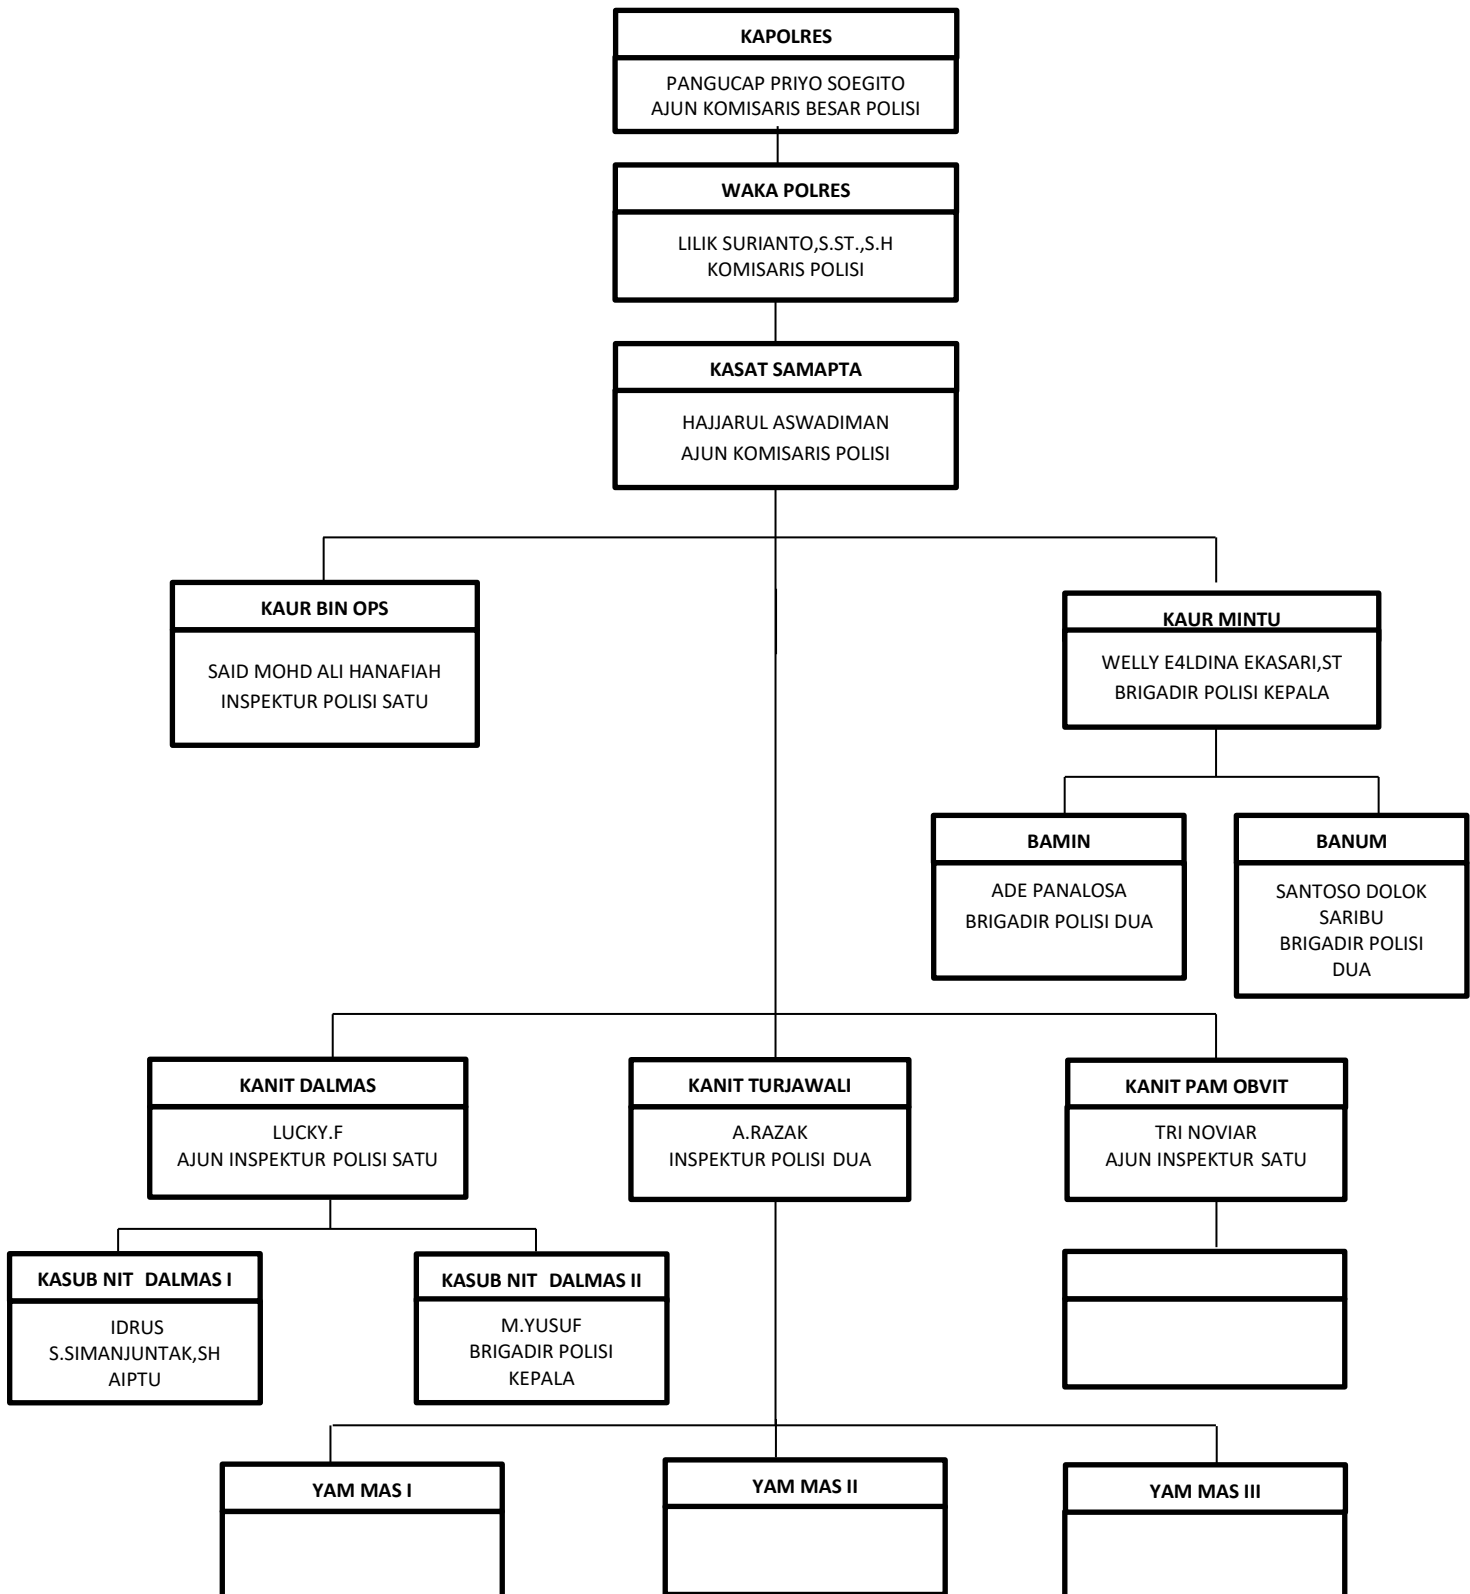 KAPOLRES
PANGUCAP PRIYO SOEGITO
AJUN KOMISARIS BESAR POLISI
WAKA POLRES
LILIK SURIANTO,S.ST.,S.H
KOMISARIS POLISI
KASAT SAMAPTA
HAJJARUL ASWADIMAN
AJUN KOMISARIS POLISI
KAUR BIN OPS
SAID MOHD ALI HANAFIAH
INSPEKTUR POLISI SATU
KAUR MINTU
WELLY E4LDINA EKASARI,ST
BRIGADIR POLISI KEPALA
BAMIN
ADE PANALOSA
BRIGADIR POLISI DUA
BANUM
SANTOSO DOLOK
SARIBU
BRIGADIR POLISI
DUA
KANIT DALMAS
LUCKY.F
AJUN INSPEKTUR POLISI SATU
KANIT TURJAWALI
A.RAZAK
INSPEKTUR POLISI DUA
KANIT PAM OBVIT
TRI NOVIAR
AJUN INSPEKTUR SATU
KASUB NIT DALMAS I
IDRUS
S.SIMANJUNTAK,SH
AIPTU
KASUB NIT DALMAS II
M.YUSUF
BRIGADIR POLISI
KEPALA
YAM MAS I
YAM MAS II
YAM MAS III